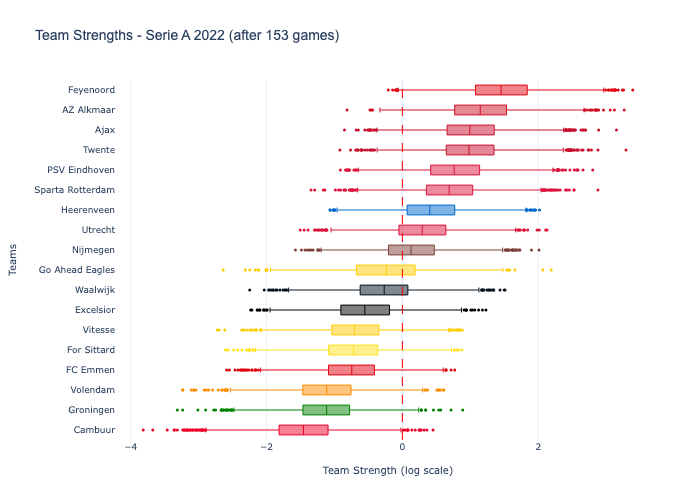 Team Strengths - Serie A 2022 (after 153 games)
Feyenoord
AZ Alkmaar
Ajax
Twente
PSV Eindhoven
Sparta Rotterdam
Heerenveen
Utrecht
Nijmegen
Go Ahead Eagles
Waalwijk
Excelsior
Vitesse
For Sittard
FC Emmen
Volendam
Groningen
Cambuur
Teams
−4 −2 0 2
Team Strength (log scale)